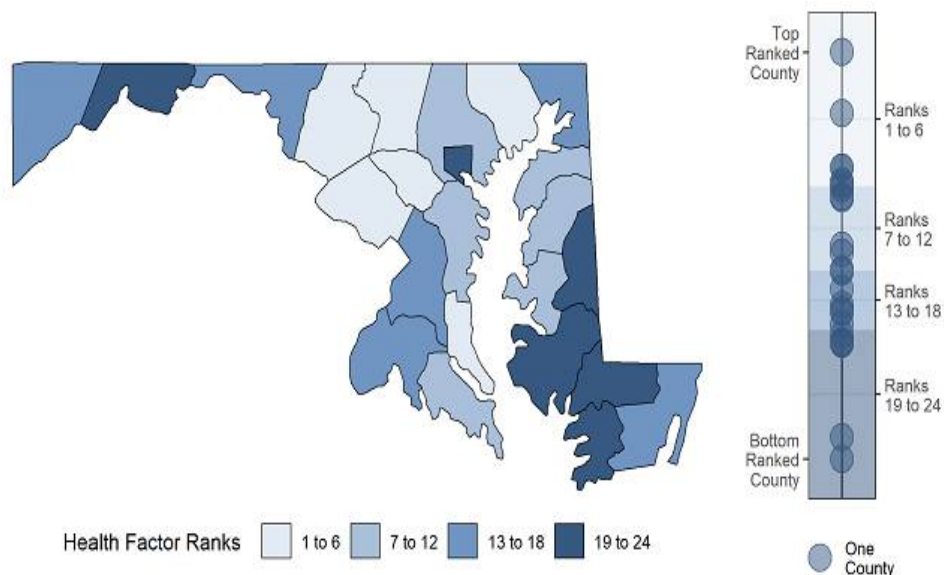 Top
Ranked
County
Ranks
1 to 6
Ranks
7 to 12
Ranks
13 to 18
Ranks
19 to 24
Bottom
Ranked
County
Health Factor Ranks
1 to 6
7 to 12
13 to 18
19 to 24
One
County